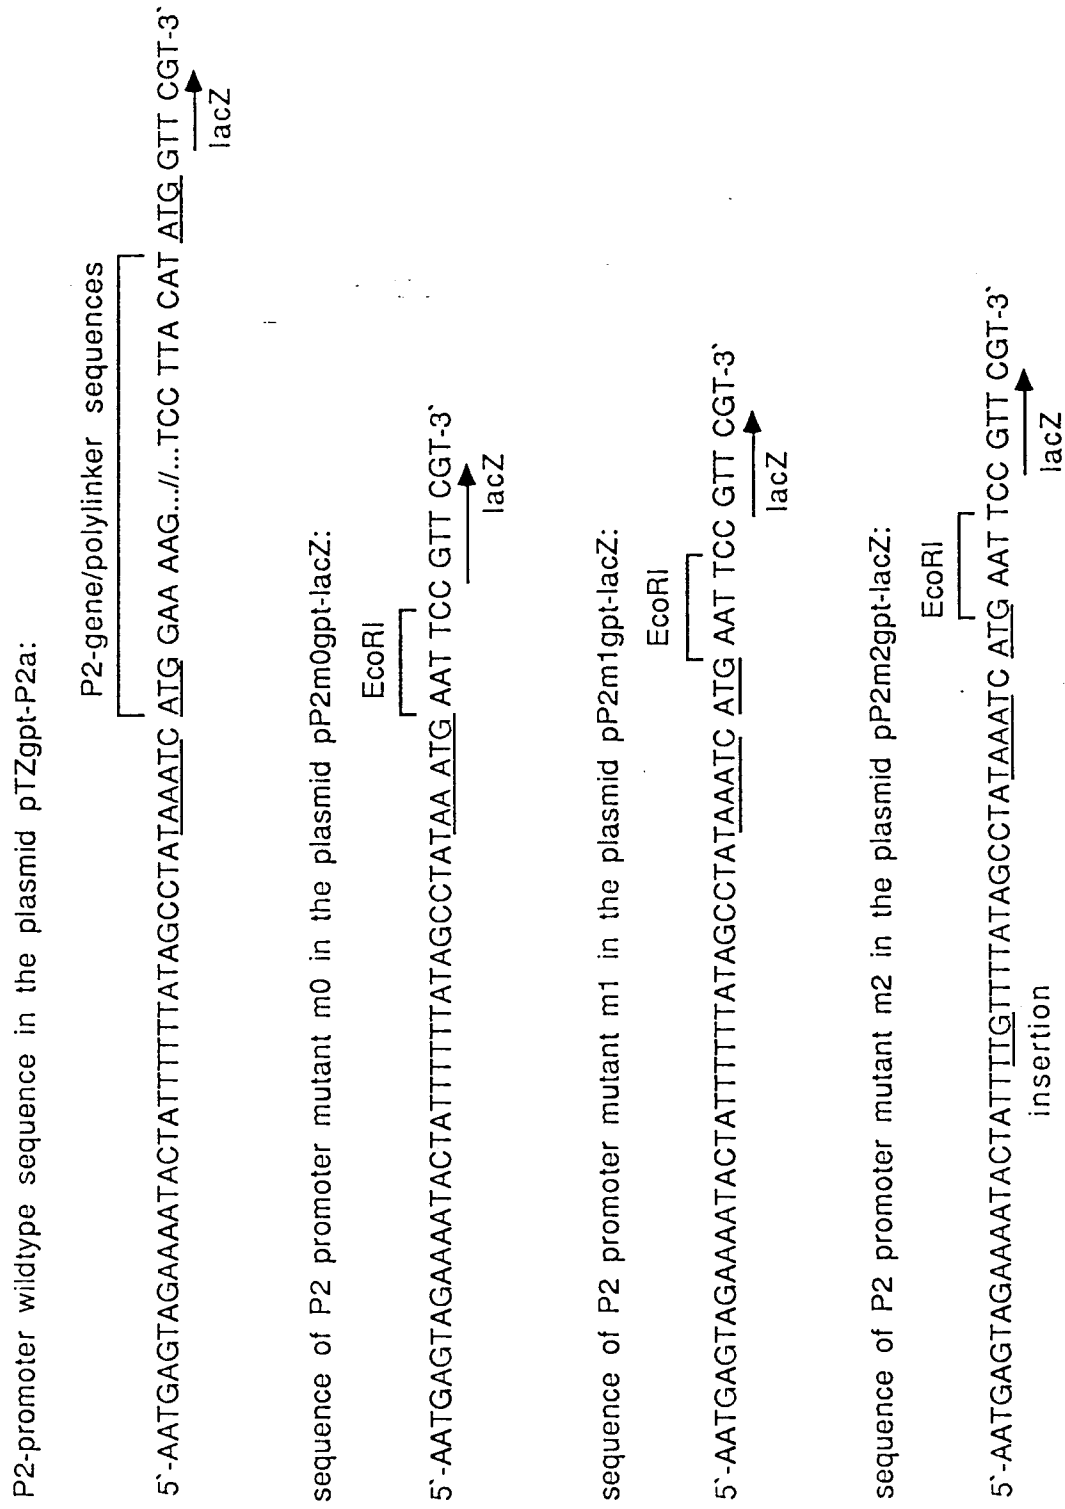 P2-promoter wildtype sequence in the plasmid pTZgpt-P2a:
P2-gene/polylinker sequences
5`-AATGAGTAGAAAATACTATTTTTTATAGCCTATAAATC ATG GAA AAG...//...TCC TTA CAT ATG GTT CGT-3`
lacZ
sequence of P2 promoter mutant m0 in the plasmid pP2m0gpt-lacZ:
EcoRI
5`-AATGAGTAGAAAATACTATTTTTTATAGCCTATAA ATG AAT TCC GTT CGT-3`
lacZ
sequence of P2 promoter mutant m1 in the plasmid pP2m1gpt-lacZ:
EcoRI
5`-AATGAGTAGAAAATACTATTTTTTATAGCCTATAAATC ATG AAT TCC GTT CGT-3`
lacZ
sequence of P2 promoter mutant m2 in the plasmid pP2m2gpt-lacZ:
EcoRI
5`-AATGAGTAGAAAATACTATTTTGTTTTATAGCCTATAAATC ATG AAT TCC GTT CGT-3`
insertion
lacZ